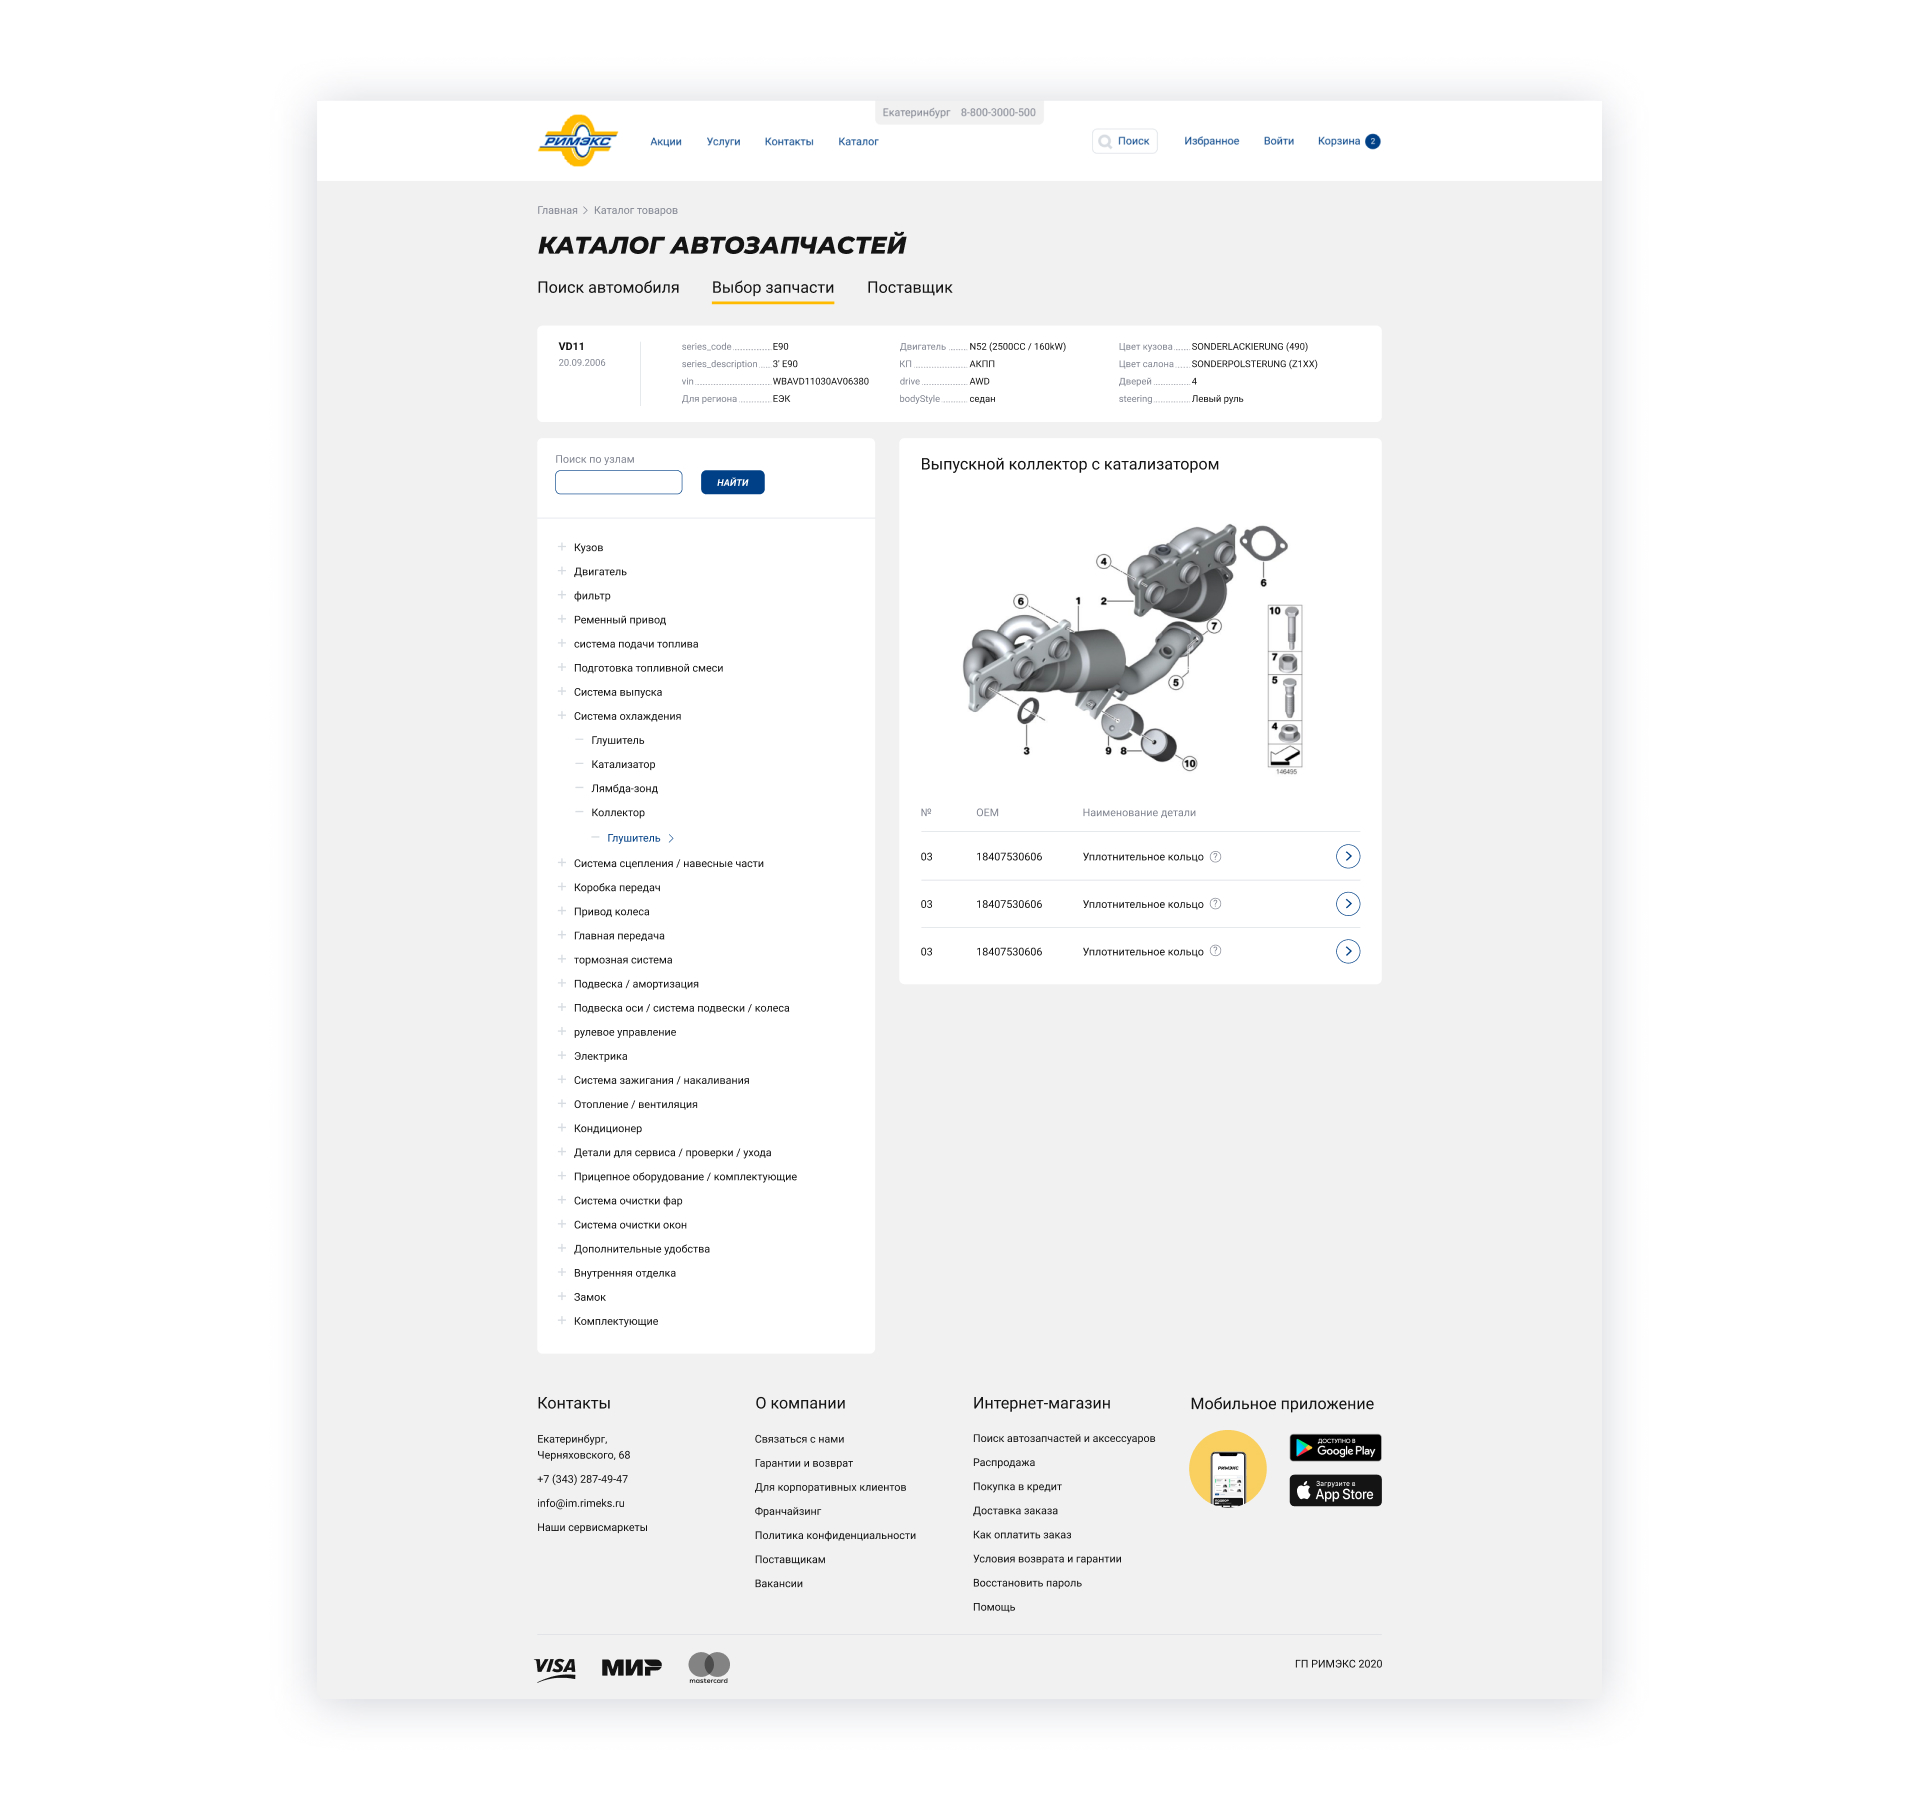 Екатеринбург 8-800-3000-500
РИМЭКС
Акции Услуги Контакты Каталог
Поиск Избранное Войти Корзина 2
Главная > Каталог товаров
КАТАЛОГ АВТОЗАПЧАСТЕЙ
Поиск автомобиля Выбор запчасти Поставщик
VD11
20.09.2006
series_code E90
series_description 3' E90
vin WBAVD11030AV06380
Для региона ЕЭК
Двигатель N52 (2500CC / 160kW)
КП АКПП
drive AWD
bodyStyle седан
Цвет кузова SONDERLACKIERUNG (490)
Цвет салона SONDERPOLSTERUNG (Z1XX)
Дверей 4
steering Левый руль
Поиск по узлам
НАЙТИ
Кузов
Двигатель
фильтр
Ременный привод
система подачи топлива
Подготовка топливной смеси
Система выпуска
Система охлаждения
Глушитель
Катализатор
Лямбда-зонд
Коллектор
Глушитель >
Система сцепления / навесные части
Коробка передач
Привод колеса
Главная передача
тормозная система
Подвеска / амортизация
Подвеска оси / система подвески / колеса
рулевое управление
Электрика
Система зажигания / накаливания
Отопление / вентиляция
Кондиционер
Детали для сервиса / проверки / ухода
Прицепное оборудование / комплектующие
Система очистки фар
Система очистки окон
Дополнительные удобства
Внутренняя отделка
Замок
Комплектующие
Выпускной коллектор с катализатором
4
6
6 1 2
10
7
7
5
5
4
3 9 8
10
146495
№ OEM Наименование детали
03 18407530606 Уплотнительное кольцо ?
03 18407530606 Уплотнительное кольцо ?
03 18407530606 Уплотнительное кольцо ?
Контакты
Екатеринбург,
Черняховского, 68
+7 (343) 287-49-47
info@im.rimeks.ru
Наши сервисмаркеты
О компании
Связаться с нами
Гарантии и возврат
Для корпоративных клиентов
Франчайзинг
Политика конфиденциальности
Поставщикам
Вакансии
Интернет-магазин
Поиск автозапчастей и аксессуаров
Распродажа
Покупка в кредит
Доставка заказа
Как оплатить заказ
Условия возврата и гарантии
Восстановить пароль
Помощь
Мобильное приложение
РИМЭКС
ДОСТУПНО В
Google Play
Загрузите в
App Store
VISA МИР mastercard
ГП РИМЭКС 2020